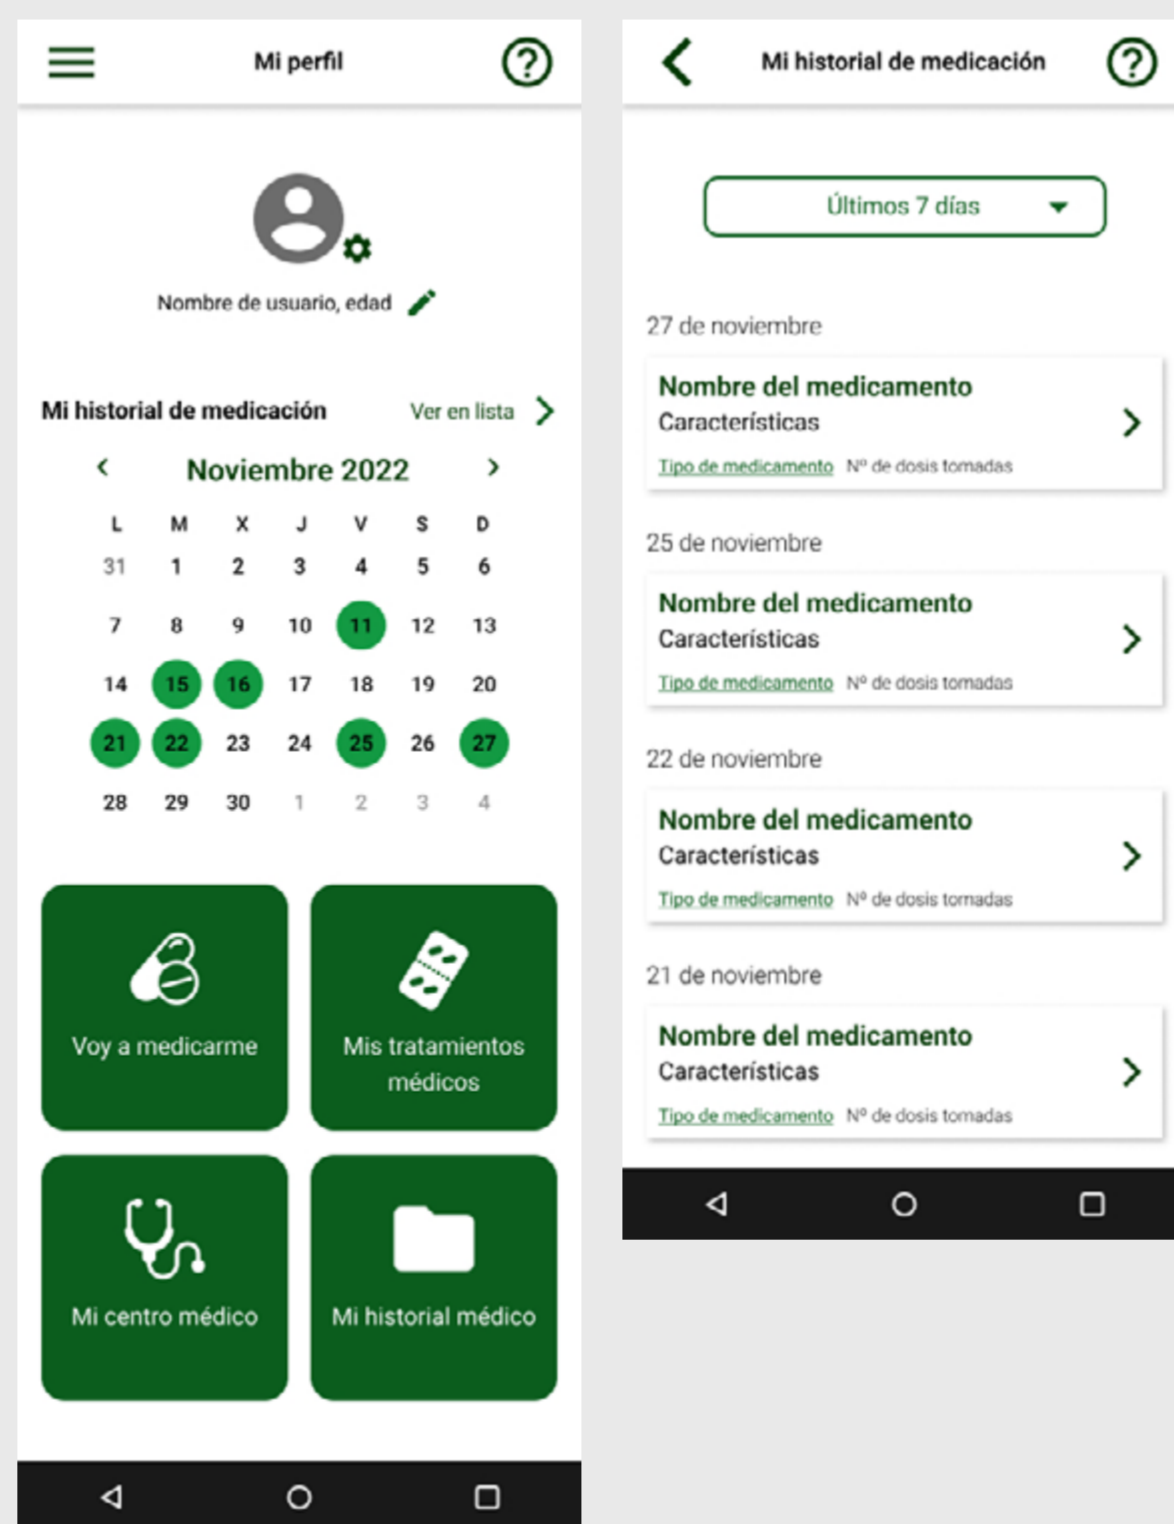 Mi perfil
Nombre de usuario, edad
Mi historial de medicación Ver en lista
Noviembre 2022
L M X J V S D
31 1 2 3 4 5 6
7 8 9 10 11 12 13
14 15 16 17 18 19 20
21 22 23 24 25 26 27
28 29 30 1 2 3 4
Voy a medicarme
Mis tratamientos
médicos
Mi centro médico
Mi historial médico
Mi historial de medicación
Últimos 7 días
27 de noviembre
Nombre del medicamento
Características
Tipo de medicamento Nº de dosis tomadas
25 de noviembre
Nombre del medicamento
Características
Tipo de medicamento Nº de dosis tomadas
22 de noviembre
Nombre del medicamento
Características
Tipo de medicamento Nº de dosis tomadas
21 de noviembre
Nombre del medicamento
Características
Tipo de medicamento Nº de dosis tomadas